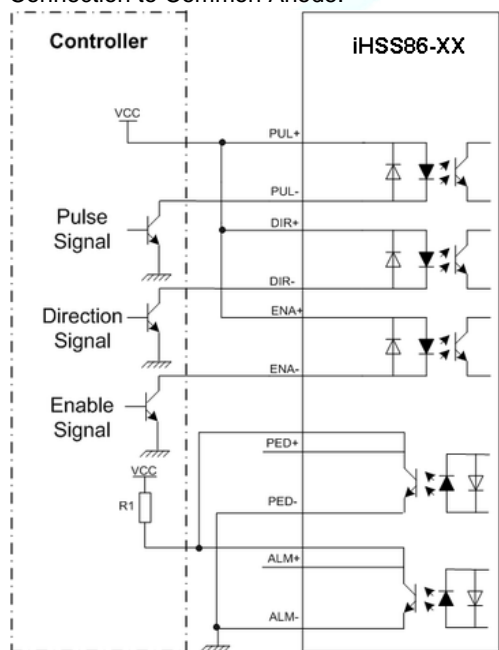 Connection to Common Anode:
Controller
iHSS86-XX
VCC
PUL+
PUL-
Pulse
Signal
DIR+
DIR-
Direction
Signal
ENA+
ENA-
Enable
Signal
VCC
R1
PED+
PED-
ALM+
ALM-